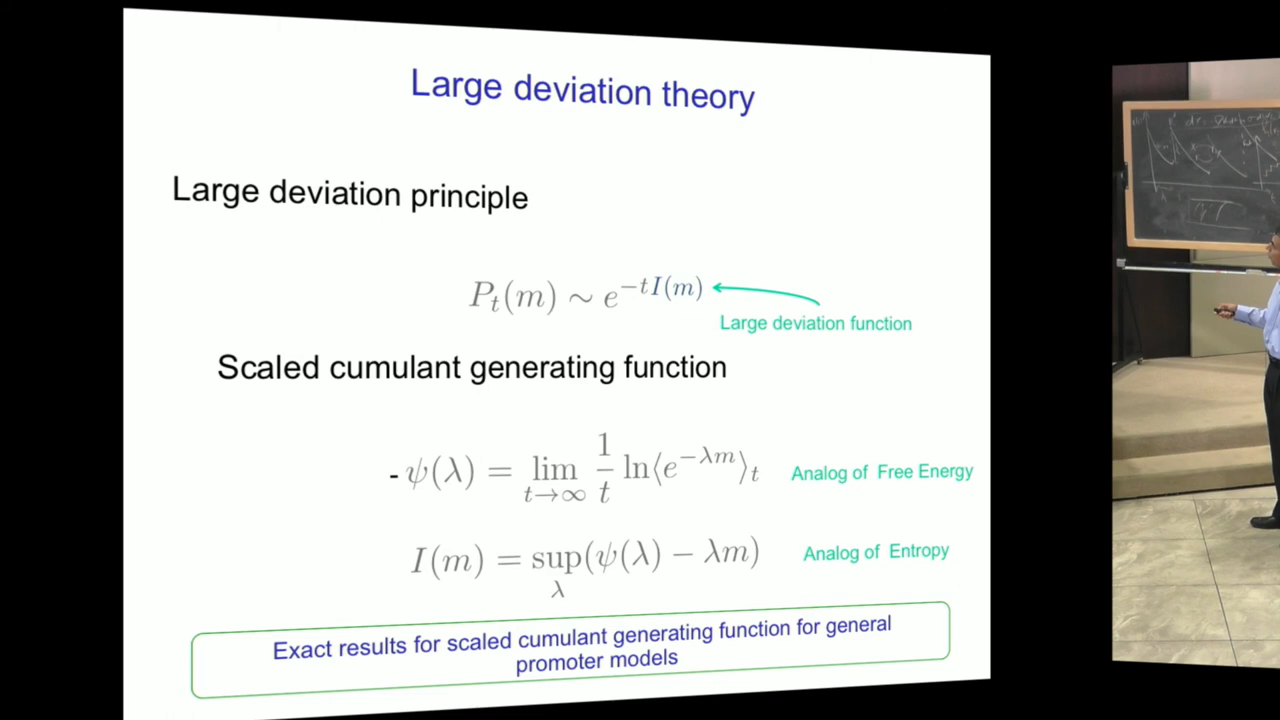 Large deviation theory
Large deviation principle
P_t(m) ∼ e^{−tI(m)}
Large deviation function
Scaled cumulant generating function
- ψ(λ) = lim_{t→∞} 1/t ln⟨e^{−λm}⟩_t
Analog of Free Energy
I(m) = sup_λ(ψ(λ) − λm)
Analog of Entropy
Exact results for scaled cumulant generating function for general
promoter models